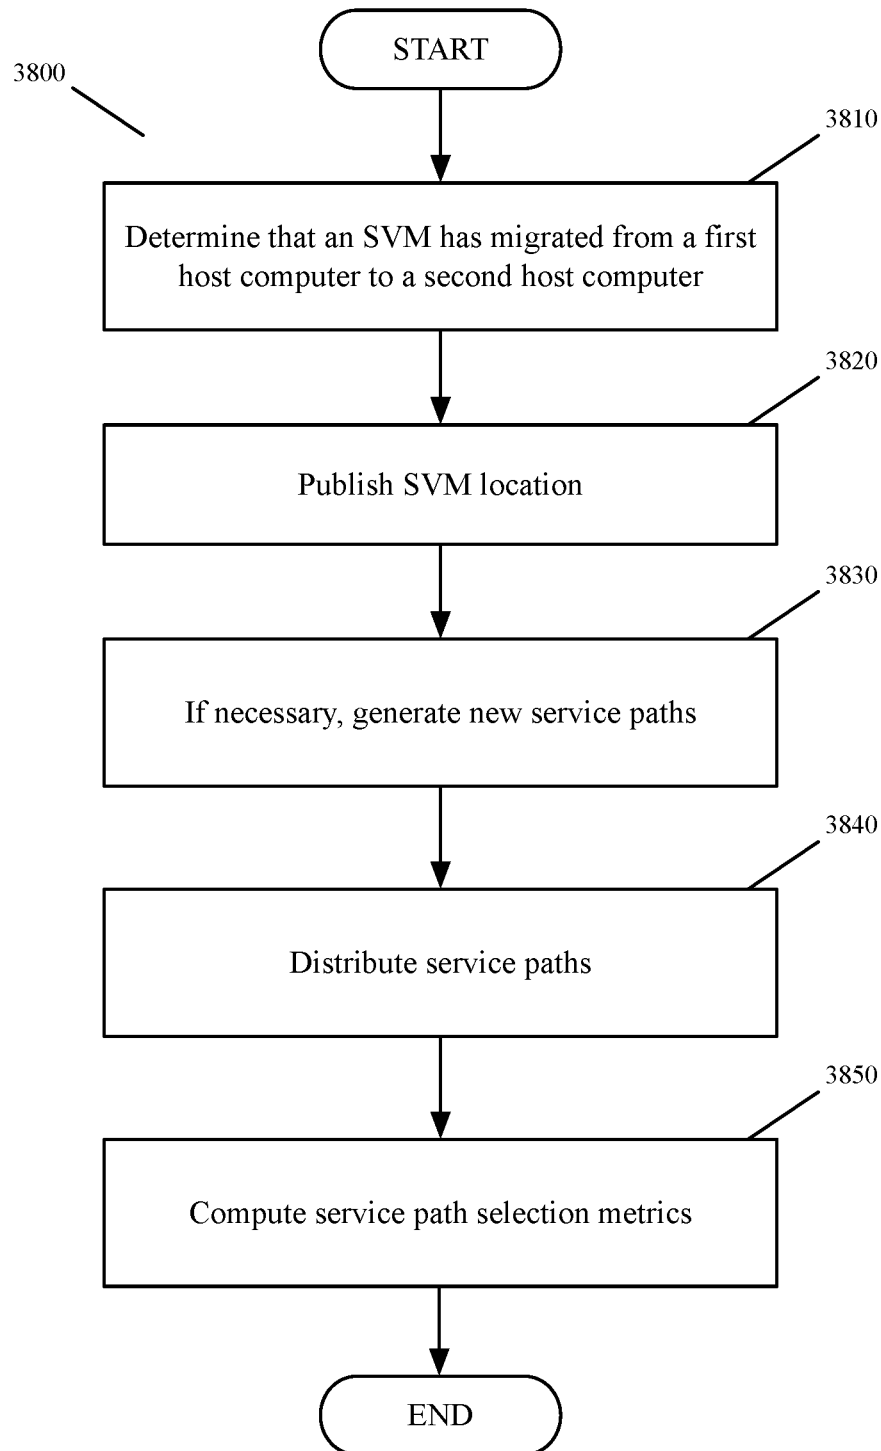 START
3800
3810
Determine that an SVM has migrated from a first
host computer to a second host computer
3820
Publish SVM location
3830
If necessary, generate new service paths
3840
Distribute service paths
3850
Compute service path selection metrics
END